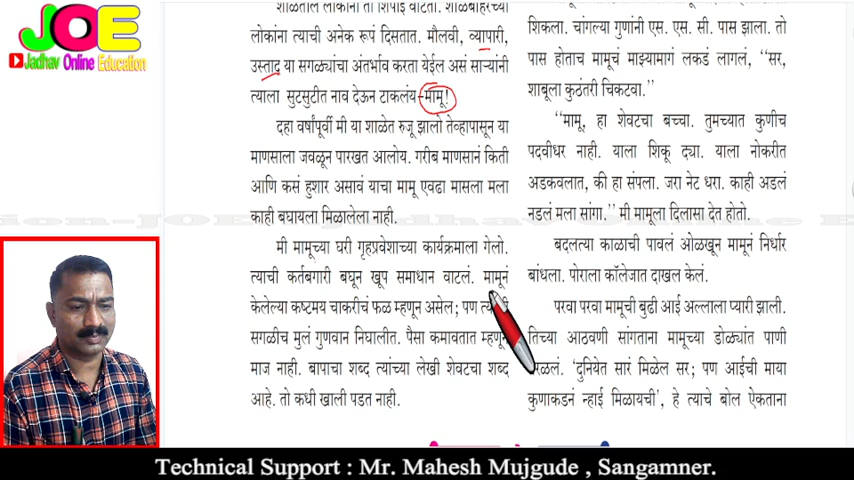 JOE
Jadhav Online Education
शाळेतील लोकांना तो शिपाई वाटतो. शाळेबाहेरच्या
लोकांना त्याची अनेक रूपं दिसतात. मौलवी, व्यापारी,
उस्ताद या सगळ्यांचा अंतर्भाव करता येईल असं साऱ्यांनी
त्याला सुटसुटीत नाव देऊन टाकलंय-मामू!
दहा वर्षांपूर्वी मी या शाळेत रुजू झालो तेव्हापासून या
माणसाला जवळून पारखत आलोय. गरीब माणसानं किती
आणि कसं हुशार असावं याचा मामू एवढा मासला मला
काही बघायला मिळालेला नाही.
मी मामूच्या घरी गृहप्रवेशाच्या कार्यक्रमाला गेलो.
त्याची कर्तबगारी बघून खूप समाधान वाटलं. मामूनं
केलेल्या कष्टमय चाकरीचं फळ म्हणून असेल; पण
सगळीच मुलं गुणवान निघालीत. पैसा कमावतात म्हणून
माज नाही. बापाचा शब्द त्यांच्या लेखी शेवटचा शब्द
आहे. तो कधी खाली पडत नाही.
शिकला. चांगल्या गुणांनी एस. एस. सी. पास झाला. तो
पास होताच मामूचं माझ्यामागं लकडं लागलं, ‘‘सर,
शाबूला कुठंतरी चिकटवा.’’
‘‘मामू, हा शेवटचा बच्चा. तुमच्यात कुणीच
पदवीधर नाही. याला शिकू द्या. याला नोकरीत
अडकवलात, की हा संपला. जरा नेट धरा. काही अडलं
नडलं मला सांगा.’’ मी मामूला दिलासा देत होतो.
बदलत्या काळाची पावलं ओळखून मामूनं निर्धार
बांधला. पोराला कॉलेजात दाखल केलं.
परवा परवा मामूची बुढी आई अल्लाला प्यारी झाली.
तिच्या आठवणी सांगताना मामूच्या डोळ्यांत पाणी
‘दुनियेत सारं मिळेल सर; पण आईची माया
कुणाकडनं न्हाई मिळायची’, हे त्याचे बोल ऐकताना
Technical Support : Mr. Mahesh Mujgude , Sangamner.